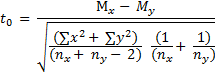 t₀ = (Mₓ − M_y) / √( ((∑x² + ∑y²) / (nₓ + n_y − 2)) (1/nₓ + 1/n_y) )